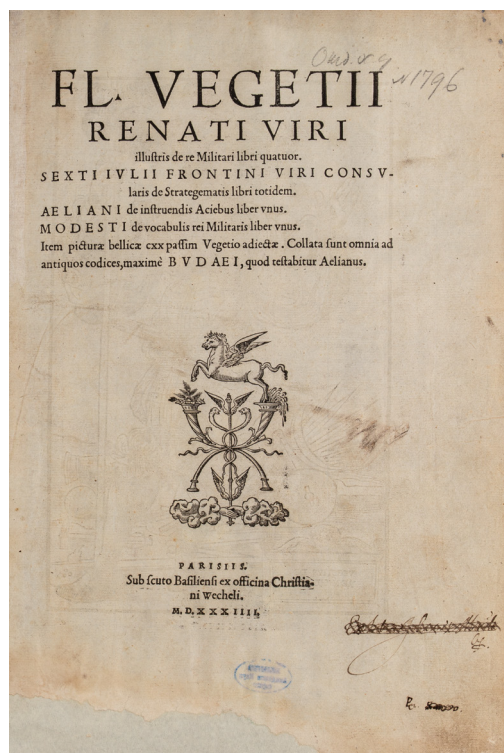 N 1796
FL. VEGETII
RENATI VIRI
illustris de re Militari libri quatuor.
SEXTI IVLII FRONTINI VIRI CONSV-
laris de Strategematis libri totidem.
AELIANI de instruendis Aciebus liber vnus.
MODESTI de vocabulis rei Militaris liber vnus.
Item picturæ bellicæ cxx passim Vegetio adiectæ. Collata sunt omnia ad
antiquos codices, maximè BVDAEI, quod testabitur Aelianus.
PARISIIS.
Sub scuto Basiliensi ex officina Christia-
ni Wecheli.
M. D. XXXIIII.